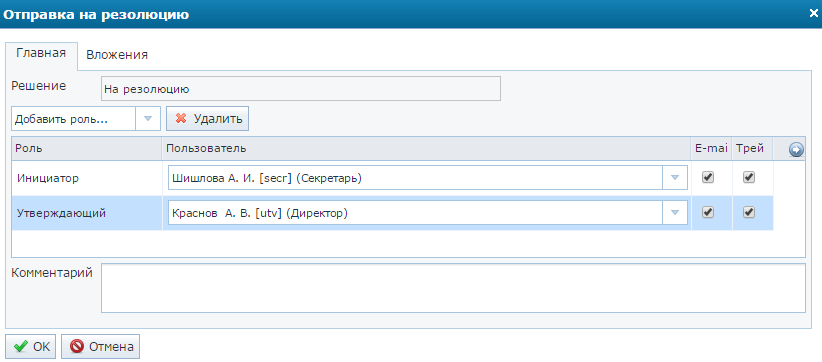 Отправка на резолюцию
Главная Вложения
Решение На резолюцию
Добавить роль... Удалить
Роль Пользователь E-mai Трей
Инициатор Шишлова А. И. [secr] (Секретарь)
Утверждающий Краснов А. В. [utv] (Директор)
Комментарий
OK Отмена